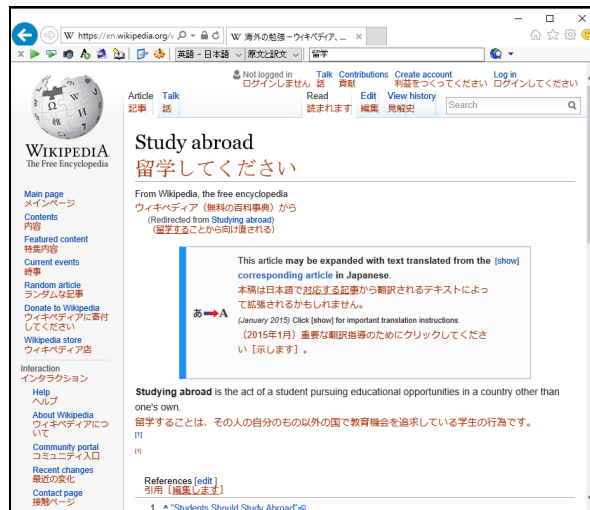 https://en.wikipedia.org/v
海外の勉強 – ウィキペディア、...
英語 - 日本語
原文と訳文
留学
Not logged in Talk Contributions Create account Log in
ログインしません 話 貢献 利益をつくってください ログインしてください
Article Talk Read Edit View history
記事 話 読まれます 編集 見解史
Search
WIKIPEDIA
The Free Encyclopedia
Study abroad
留学してください
From Wikipedia, the free encyclopedia
ウィキペディア（無料の百科事典）から
(Redirected from Studying abroad)
（留学することから向け直される）
This article may be expanded with text translated from the [show]
corresponding article in Japanese.
本稿は日本語で対応する記事から翻訳されるテキストによっ
て拡張されるかもしれません。
(January 2015) Click [show] for important translation instructions.
（2015年1月）重要な翻訳指導のためにクリックしてくださ
い［示します］。
あ A
Studying abroad is the act of a student pursuing educational opportunities in a country other than
one's own.
留学することは、その人の自分のもの以外の国で教育機会を追求している学生の行為です。
[1]
[1]
References [edit ]
引用［編集します］
1. ^ "Students Should Study Abroad"
Main page
メインページ
Contents
内容
Featured content
特集内容
Current events
時事
Random article
ランダムな記事
Donate to Wikipedia
ウィキペディアに寄付
してください
Wikipedia store
ウィキペディア店
Interaction
インタラクション
Help
ヘルプ
About Wikipedia
ウィキペディアにつ
いて
Community portal
コミュニティ入口
Recent changes
最近の変化
Contact page
接触ページ